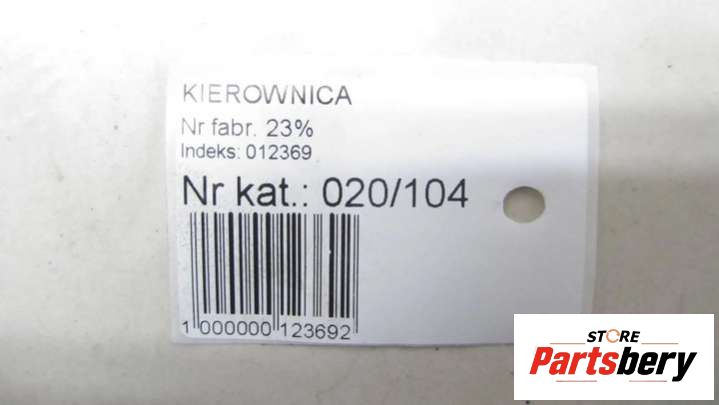 KIEROWNICA
Nr fabr. 23%
Indeks: 012369
Nr kat.: 020/104
1 000000 123692
STORE
Partsbery